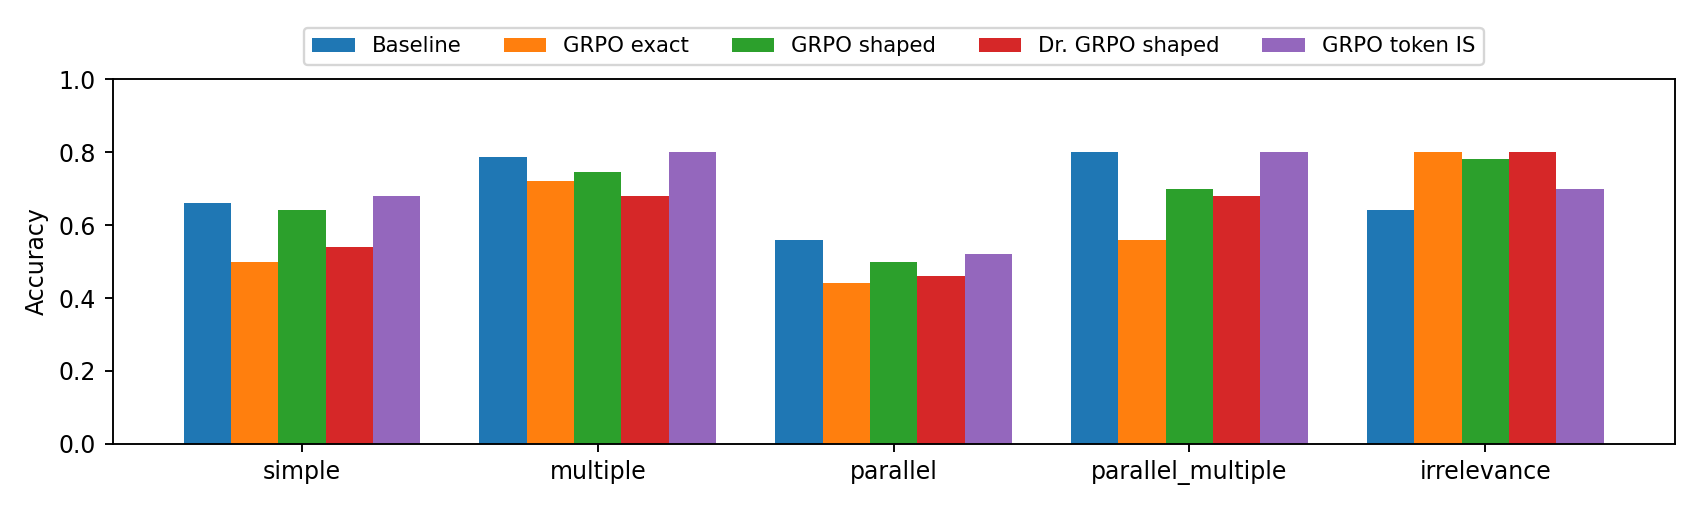 Baseline GRPO exact GRPO shaped Dr. GRPO shaped GRPO token IS
1.0
0.8
0.6
0.4
0.2
0.0
Accuracy
simple multiple parallel parallel_multiple irrelevance